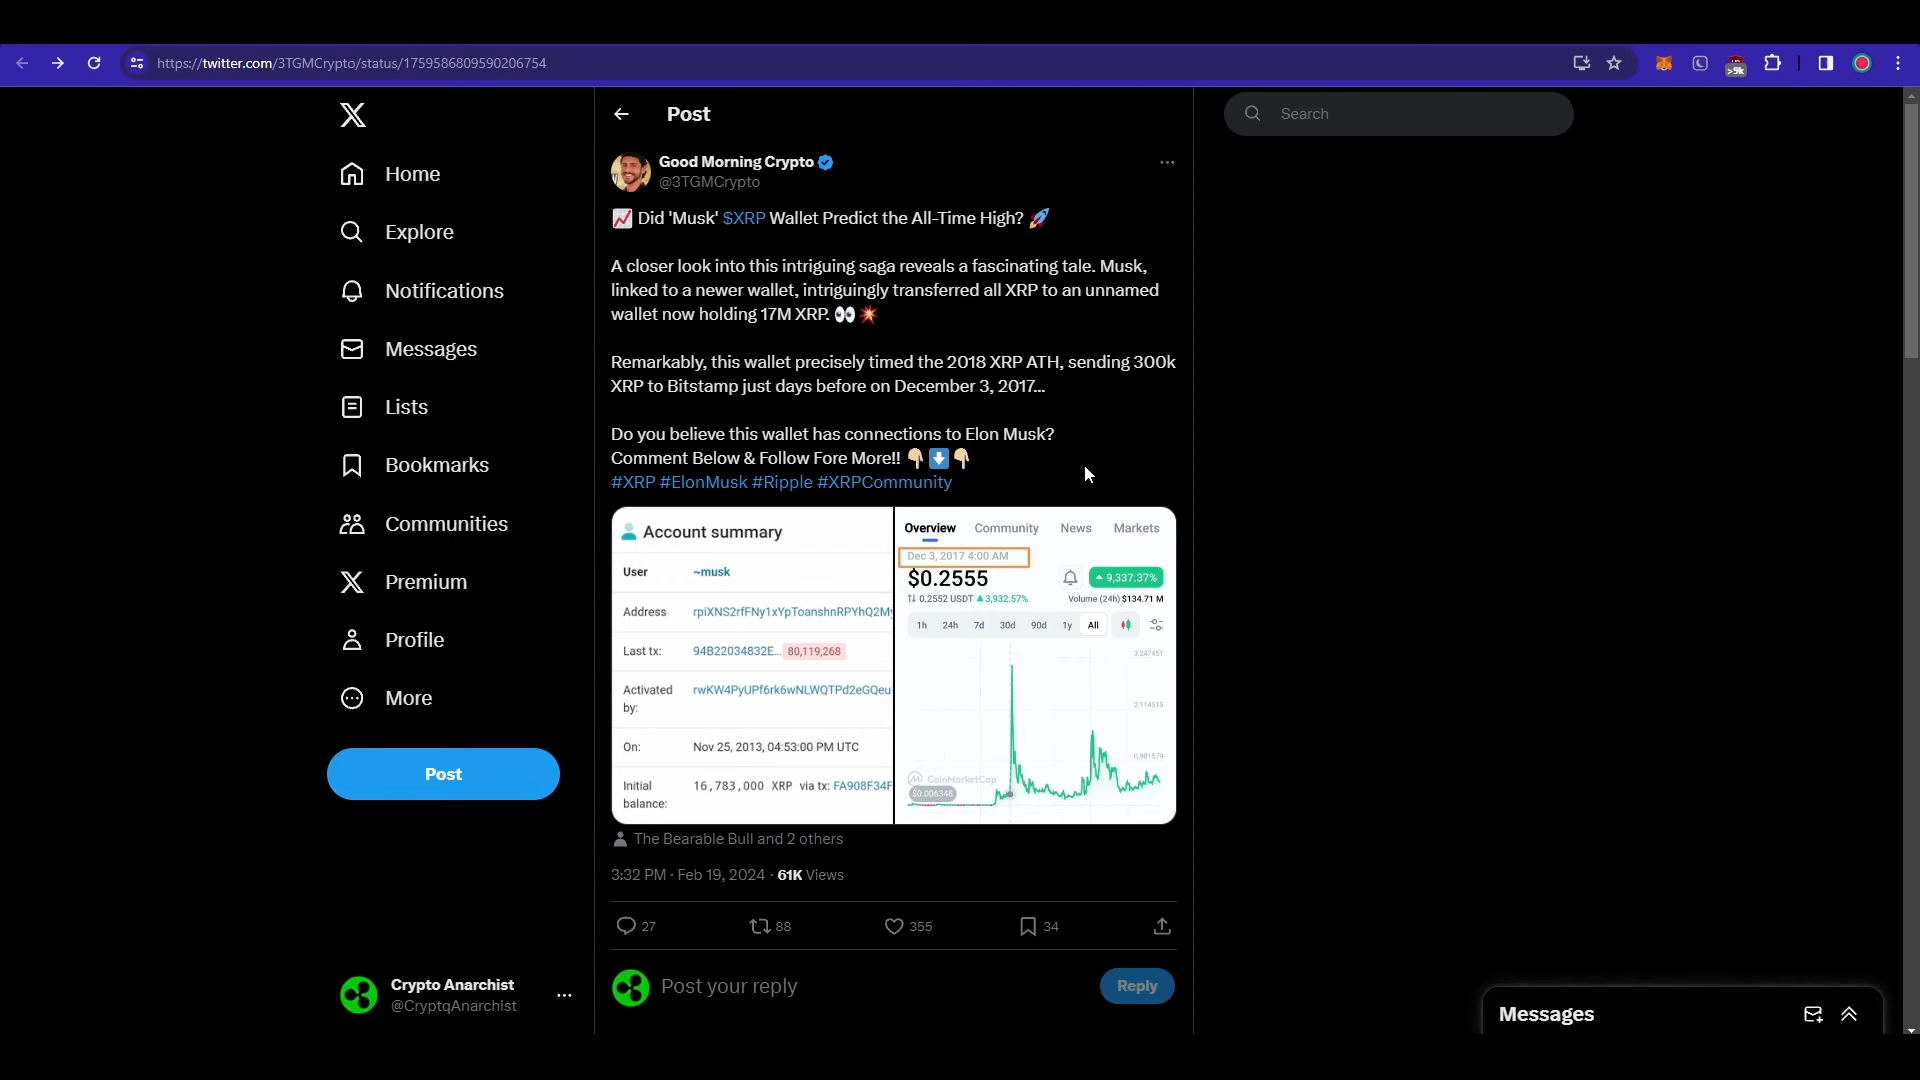 https://twitter.com/3TGMCrypto/status/1759586809590206754
>9k
Home
Explore
Notifications
Messages
Lists
Bookmarks
Communities
Premium
Profile
More
Post
Crypto Anarchist
@CryptqAnarchist
Post
Good Morning Crypto
@3TGMCrypto
Did 'Musk' $XRP Wallet Predict the All-Time High?
A closer look into this intriguing saga reveals a fascinating tale. Musk,
linked to a newer wallet, intriguingly transferred all XRP to an unnamed
wallet now holding 17M XRP.
Remarkably, this wallet precisely timed the 2018 XRP ATH, sending 300k
XRP to Bitstamp just days before on December 3, 2017...
Do you believe this wallet has connections to Elon Musk?
Comment Below & Follow Fore More!!
#XRP #ElonMusk #Ripple #XRPCommunity
Account summary
User ~musk
Address rpiXNS2rfFNy1xYpToanshnRPYhQ2M
Last tx: 94B22034832E... 80,119,268
Activated by: rwKW4PyUPf6rk6wNLWQTPd2eGQeu
On: Nov 25, 2013, 04:53:00 PM UTC
Initial balance: 16,783,000 XRP via tx: FA908F34F
Overview Community News Markets
Dec 3, 2017 4:00 AM
$0.2555
9,337.37%
0.2552 USDT 3,932.57%
Volume (24h) $134.71 M
1h 24h 7d 30d 90d 1y All
3.247451
2.114515
0.981579
CoinMarketCap
$0.006348
The Bearable Bull and 2 others
3:32 PM · Feb 19, 2024 · 61K Views
27 88 355 34
Post your reply
Reply
Search
Messages